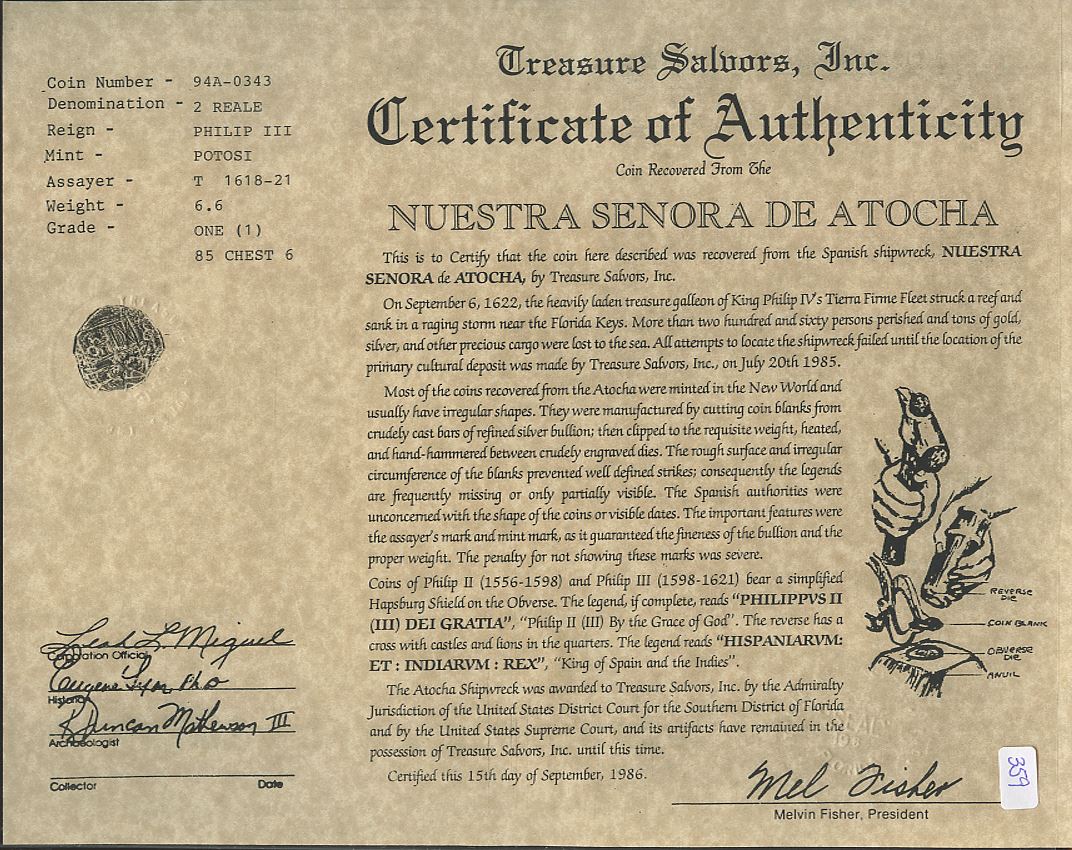 Coin Number - 94A-0343
Denomination - 2 REALE
Reign - PHILIP III
Mint - POTOSI
Assayer - T 1618-21
Weight - 6.6
Grade - ONE (1)
85 CHEST 6
Treasure Salvors, Inc.
Certificate of Authenticity
Coin Recovered From The
NUESTRA SENORA DE ATOCHA
This is to Certify that the coin here described was recovered from the Spanish shipwreck, NUESTRA
SENORA de ATOCHA, by Treasure Salvors, Inc.
On September 6, 1622, the heavily laden treasure galleon of King Philip IV's Tierra Firme Fleet struck a reef and
sank in a raging storm near the Florida Keys. More than two hundred and sixty persons perished and tons of gold,
silver, and other precious cargo were lost to the sea. All attempts to locate the shipwreck failed until the location of the
primary cultural deposit was made by Treasure Salvors, Inc., on July 20th 1985.
Most of the coins recovered from the Atocha were minted in the New World and
usually have irregular shapes. They were manufactured by cutting coin blanks from
crudely cast bars of refined silver bullion; then clipped to the requisite weight, heated,
and hand-hammered between crudely engraved dies. The rough surface and irregular
circumference of the blanks prevented well defined strikes; consequently the legends
are frequently missing or only partially visible. The Spanish authorities were
unconcerned with the shape of the coins or visible dates. The important features were
the assayer's mark and mint mark, as it guaranteed the fineness of the bullion and the
proper weight. The penalty for not showing these marks was severe.
Coins of Philip II (1556-1598) and Philip III (1598-1621) bear a simplified
Hapsburg Shield on the Obverse. The legend, if complete, reads "PHILIPPVS II
(III) DEI GRATIA", "Philip II (III) By the Grace of God". The reverse has a
cross with castles and lions in the quarters. The legend reads "HISPANIARVM:
ET : INDIARVM : REX", "King of Spain and the Indies".
The Atocha Shipwreck was awarded to Treasure Salvors, Inc. by the Admiralty
Jurisdiction of the United States District Court for the Southern District of Florida
and by the United States Supreme Court, and its artifacts have remained in the
possession of Treasure Salvors, Inc. until this time.
Certified this 15th day of September, 1986.
REVERSE
DIE
COIN BLANK
OBVERSE
DIE
ANVIL
Leah L. Miguel
Corporation Official
Eugene Lyon, Ph.D
Historian
R Duncan Mathewson III
Archaeologist
Collector Date
Mel Fisher
Melvin Fisher, President
359